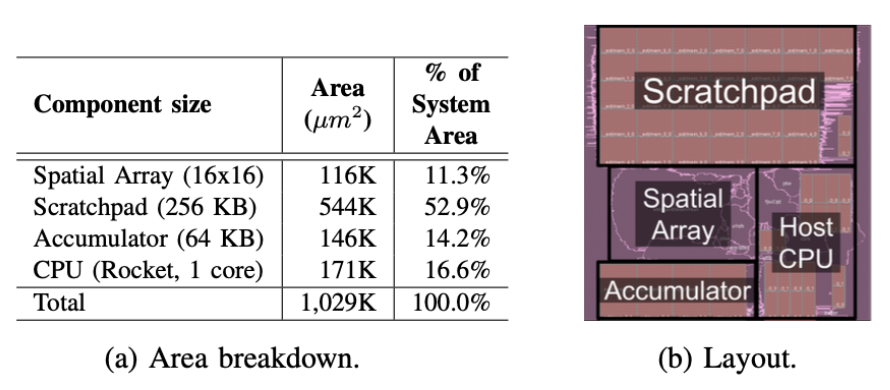 Component size
Area
(μm²)
% of
System
Area
Spatial Array (16x16) 116K 11.3%
Scratchpad (256 KB) 544K 52.9%
Accumulator (64 KB) 146K 14.2%
CPU (Rocket, 1 core) 171K 16.6%
Total 1,029K 100.0%
(a) Area breakdown.
Scratchpad
Spatial
Array
Host
CPU
Accumulator
(b) Layout.